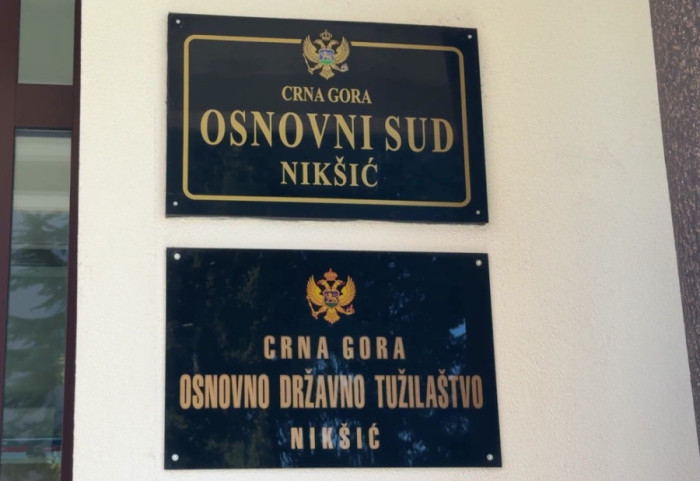 CRNA GORA
OSNOVNI SUD
NIKŠIĆ
CRNA GORA
OSNOVNO DRŽAVNO TUŽILAŠTVO
NIKŠIĆ